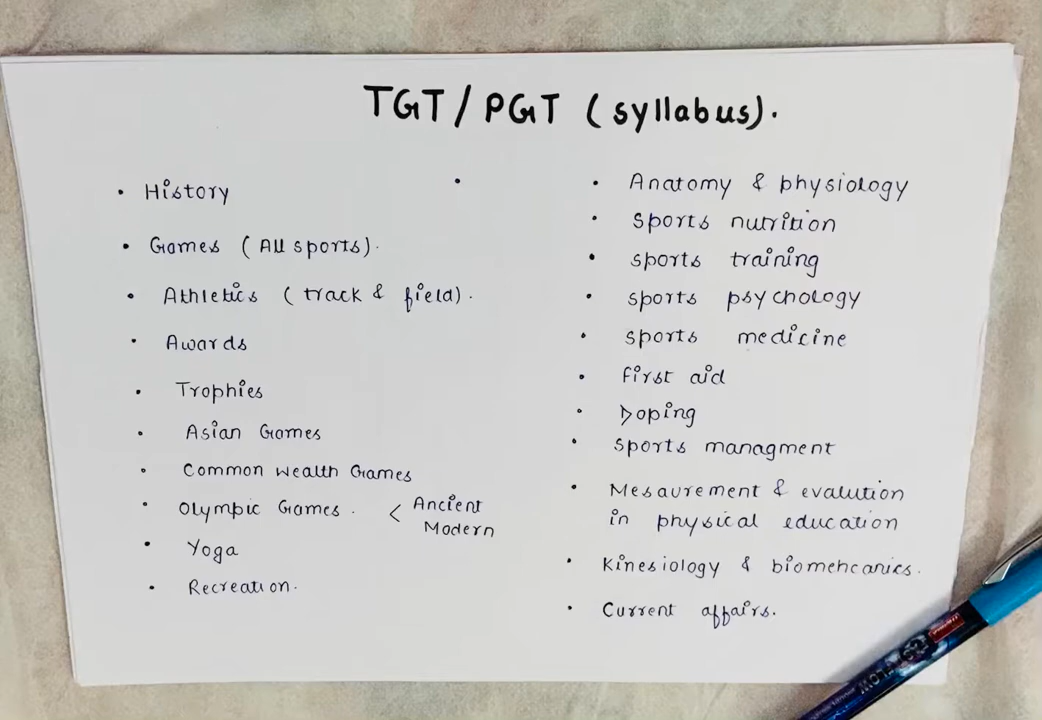 TGT/PGT (syllabus).
• History
• Games (All sports).
• Athletics (track & field).
• Awards
• Trophies
• Asian Games
• Common wealth Games
• Olympic Games. < Ancient
Modern
• Yoga
• Recreation.
• Anatomy & physiology
• Sports nutrition
• sports training
• sports psychology
• sports medicine
• first aid
• Doping
• sports managment
• Mesaurement & evalution
in physical education
• Kinesiology & biomehcanics.
• Current affairs.